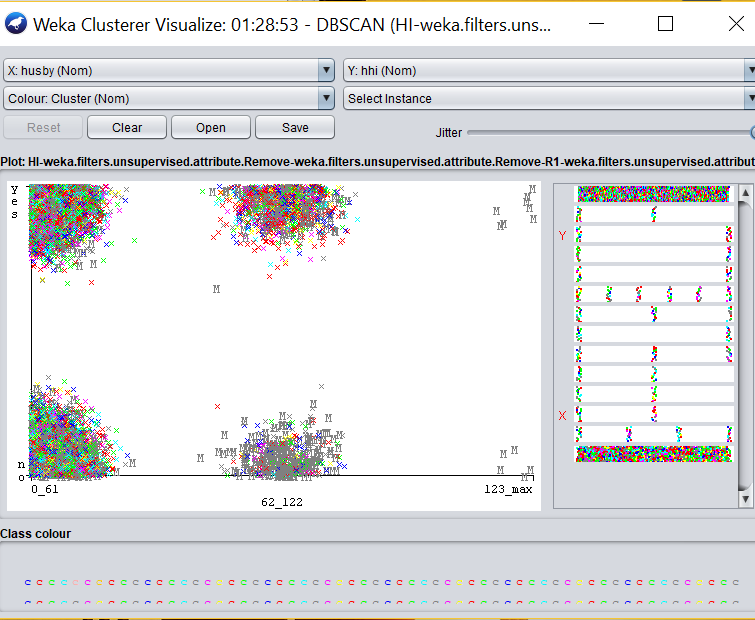 Weka Clusterer Visualize: 01:28:53 - DBSCAN (HI-weka.filters.uns...
X: husby (Nom) Y: hhi (Nom)
Colour: Cluster (Nom) Select Instance
Reset Clear Open Save Jitter
Plot: HI-weka.filters.unsupervised.attribute.Remove-weka.filters.unsupervised.attribute.Remove-R1-weka.filters.unsupervised.attribut
Yes
no
0_61 62_122 123_max
Y
X
Class colour